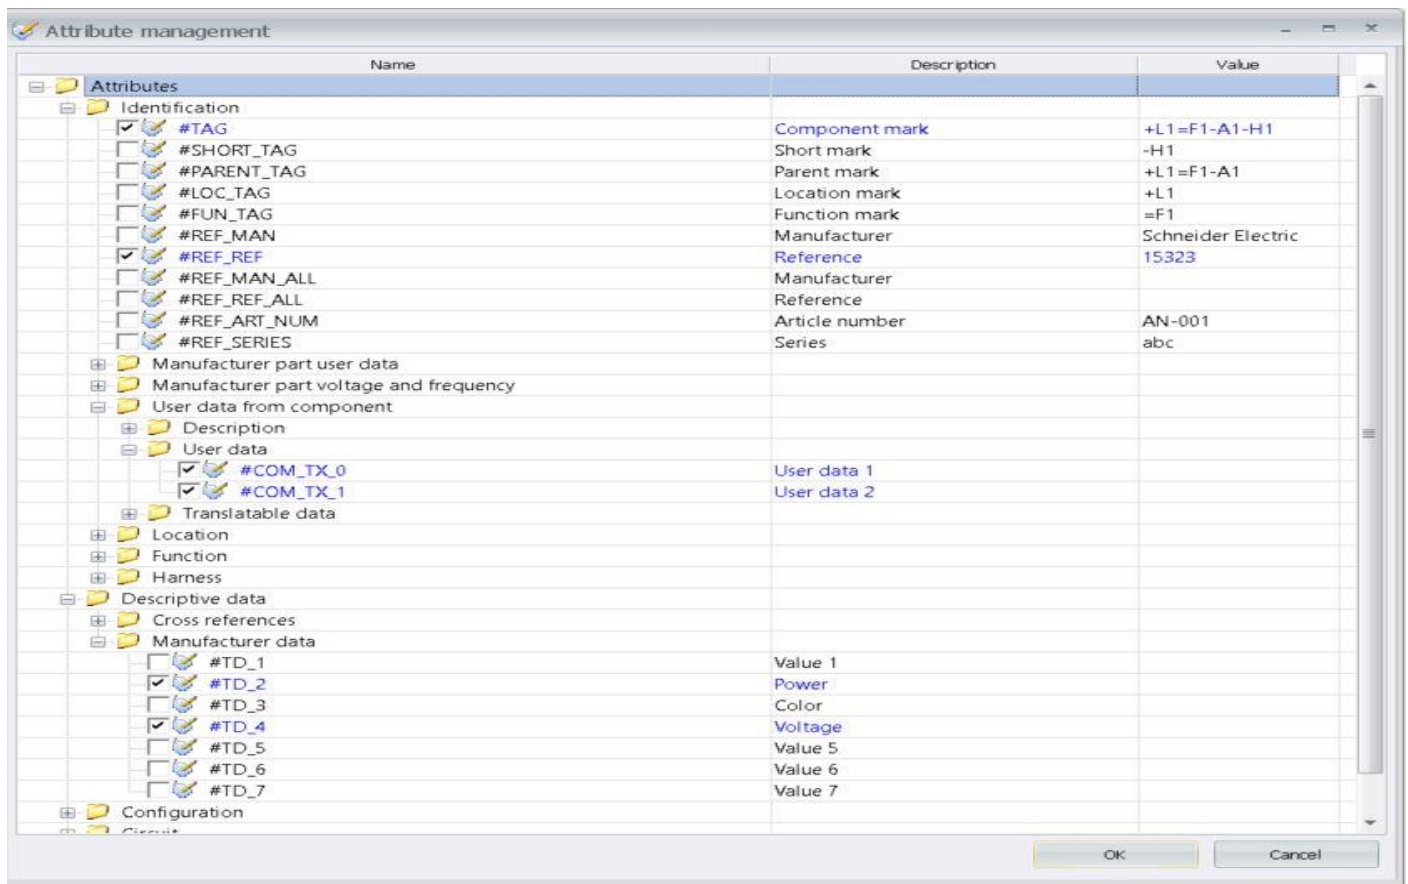 Attribute management
Name Description Value
Attributes
Identification
#TAG Component mark +L1=F1-A1-H1
#SHORT_TAG Short mark -H1
#PARENT_TAG Parent mark +L1=F1-A1
#LOC_TAG Location mark +L1
#FUN_TAG Function mark =F1
#REF_MAN Manufacturer Schneider Electric
#REF_REF Reference 15323
#REF_MAN_ALL Manufacturer
#REF_REF_ALL Reference
#REF_ART_NUM Article number AN-001
#REF_SERIES Series abc
Manufacturer part user data
Manufacturer part voltage and frequency
User data from component
Description
User data
#COM_TX_0 User data 1
#COM_TX_1 User data 2
Translatable data
Location
Function
Harness
Descriptive data
Cross references
Manufacturer data
#TD_1 Value 1
#TD_2 Power
#TD_3 Color
#TD_4 Voltage
#TD_5 Value 5
#TD_6 Value 6
#TD_7 Value 7
Configuration
Circuit
OK Cancel